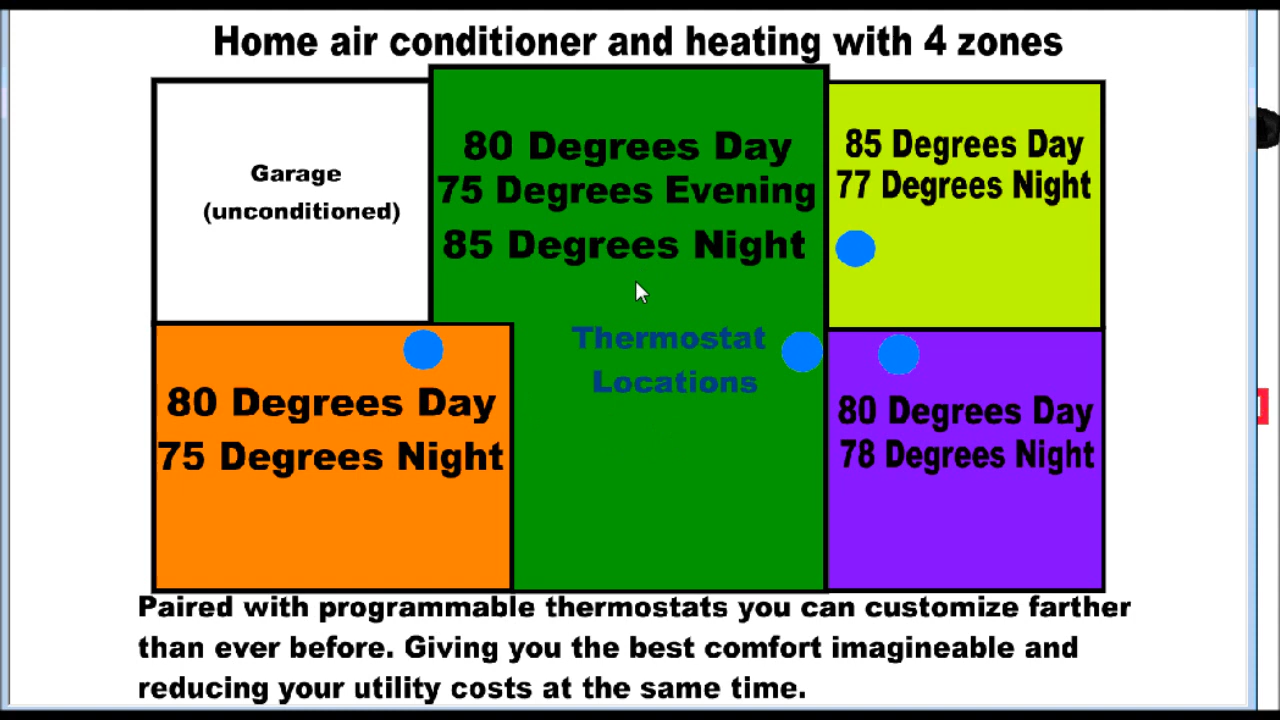 Home air conditioner and heating with 4 zones
Garage
(unconditioned)
80 Degrees Day
75 Degrees Evening
85 Degrees Night
85 Degrees Day
77 Degrees Night
Thermostat
Locations
80 Degrees Day
75 Degrees Night
80 Degrees Day
78 Degrees Night
Paired with programmable thermostats you can customize farther
than ever before. Giving you the best comfort imagineable and
reducing your utility costs at the same time.